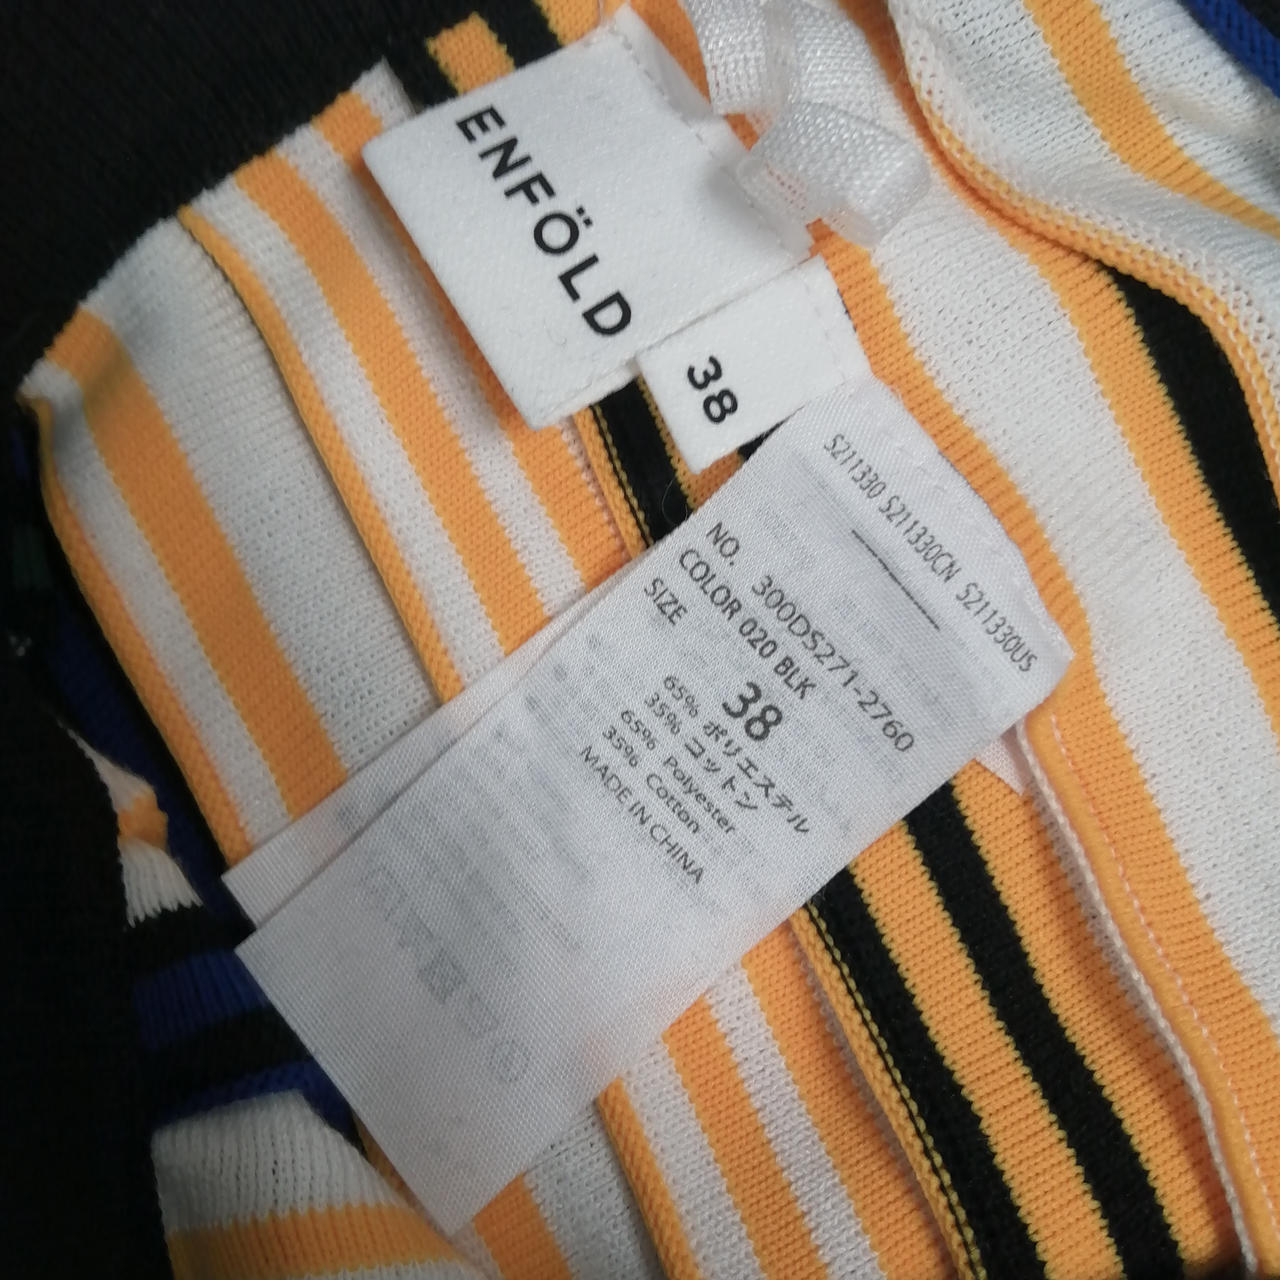 ENFÖLD
38
S211330 S211330CN S211330US
NO. 300DS271-2760
COLOR 020 BLK
SIZE 38
65% ポリエステル
35% コットン
65% Polyester
35% Cotton
MADE IN CHINA